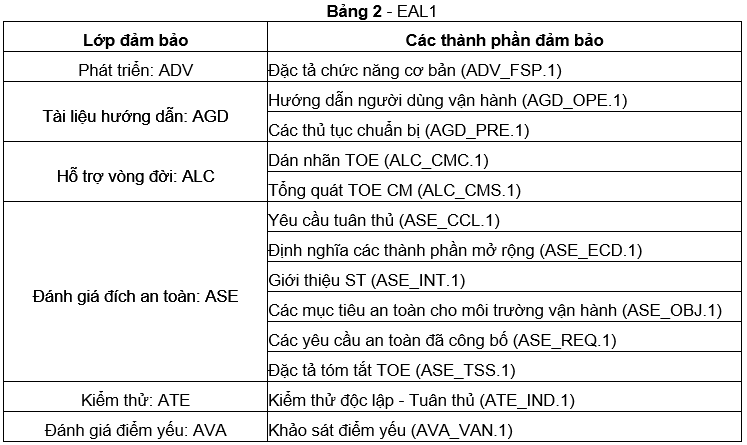 Bảng 2 - EAL1
Lớp đảm bảo
Các thành phần đảm bảo
Phát triển: ADV
Đặc tả chức năng cơ bản (ADV_FSP.1)
Tài liệu hướng dẫn: AGD
Hướng dẫn người dùng vận hành (AGD_OPE.1)
Các thủ tục chuẩn bị (AGD_PRE.1)
Hỗ trợ vòng đời: ALC
Dán nhãn TOE (ALC_CMC.1)
Tổng quát TOE CM (ALC_CMS.1)
Đánh giá đích an toàn: ASE
Yêu cầu tuân thủ (ASE_CCL.1)
Định nghĩa các thành phần mở rộng (ASE_ECD.1)
Giới thiệu ST (ASE_INT.1)
Các mục tiêu an toàn cho môi trường vận hành (ASE_OBJ.1)
Các yêu cầu an toàn đã công bố (ASE_REQ.1)
Đặc tả tóm tắt TOE (ASE_TSS.1)
Kiểm thử: ATE
Kiểm thử độc lập - Tuân thủ (ATE_IND.1)
Đánh giá điểm yếu: AVA
Khảo sát điểm yếu (AVA_VAN.1)